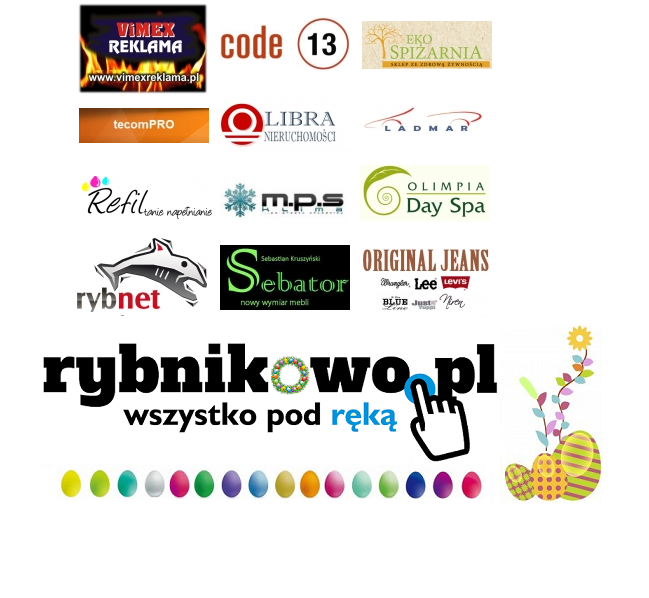 ViMEX
REKLAMA
www.vimexreklama.pl
code 13
EKO
SPIŻARNIA
SKLEP ZE ZDROWĄ ŻYWNOŚCIĄ
tecomPRO
LIBRA
NIERUCHOMOŚCI
LADMAR
Refil
tanie napełnianie
m.p.s
klima
OLIMPIA
Day Spa
rybnet
Sebastian Kruszyński
Sebator
nowy wymiar mebli
ORIGINAL JEANS
Wrangler, Lee LEVI'S
BLUE
Line
rybnikowo.pl
wszystko pod ręką